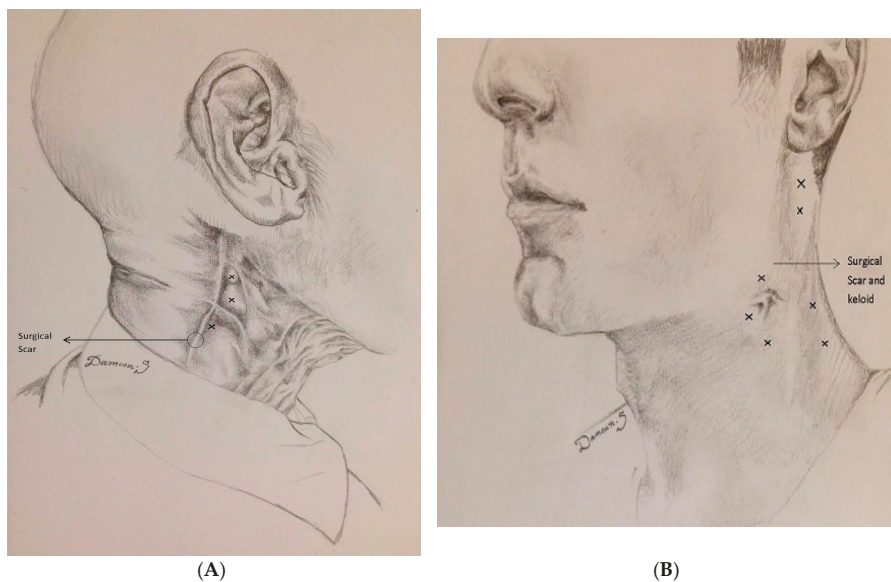 Surgical
Scar
Damoun.S
(A)
Surgical
Scar and
keloid
Damoun.S
(B)